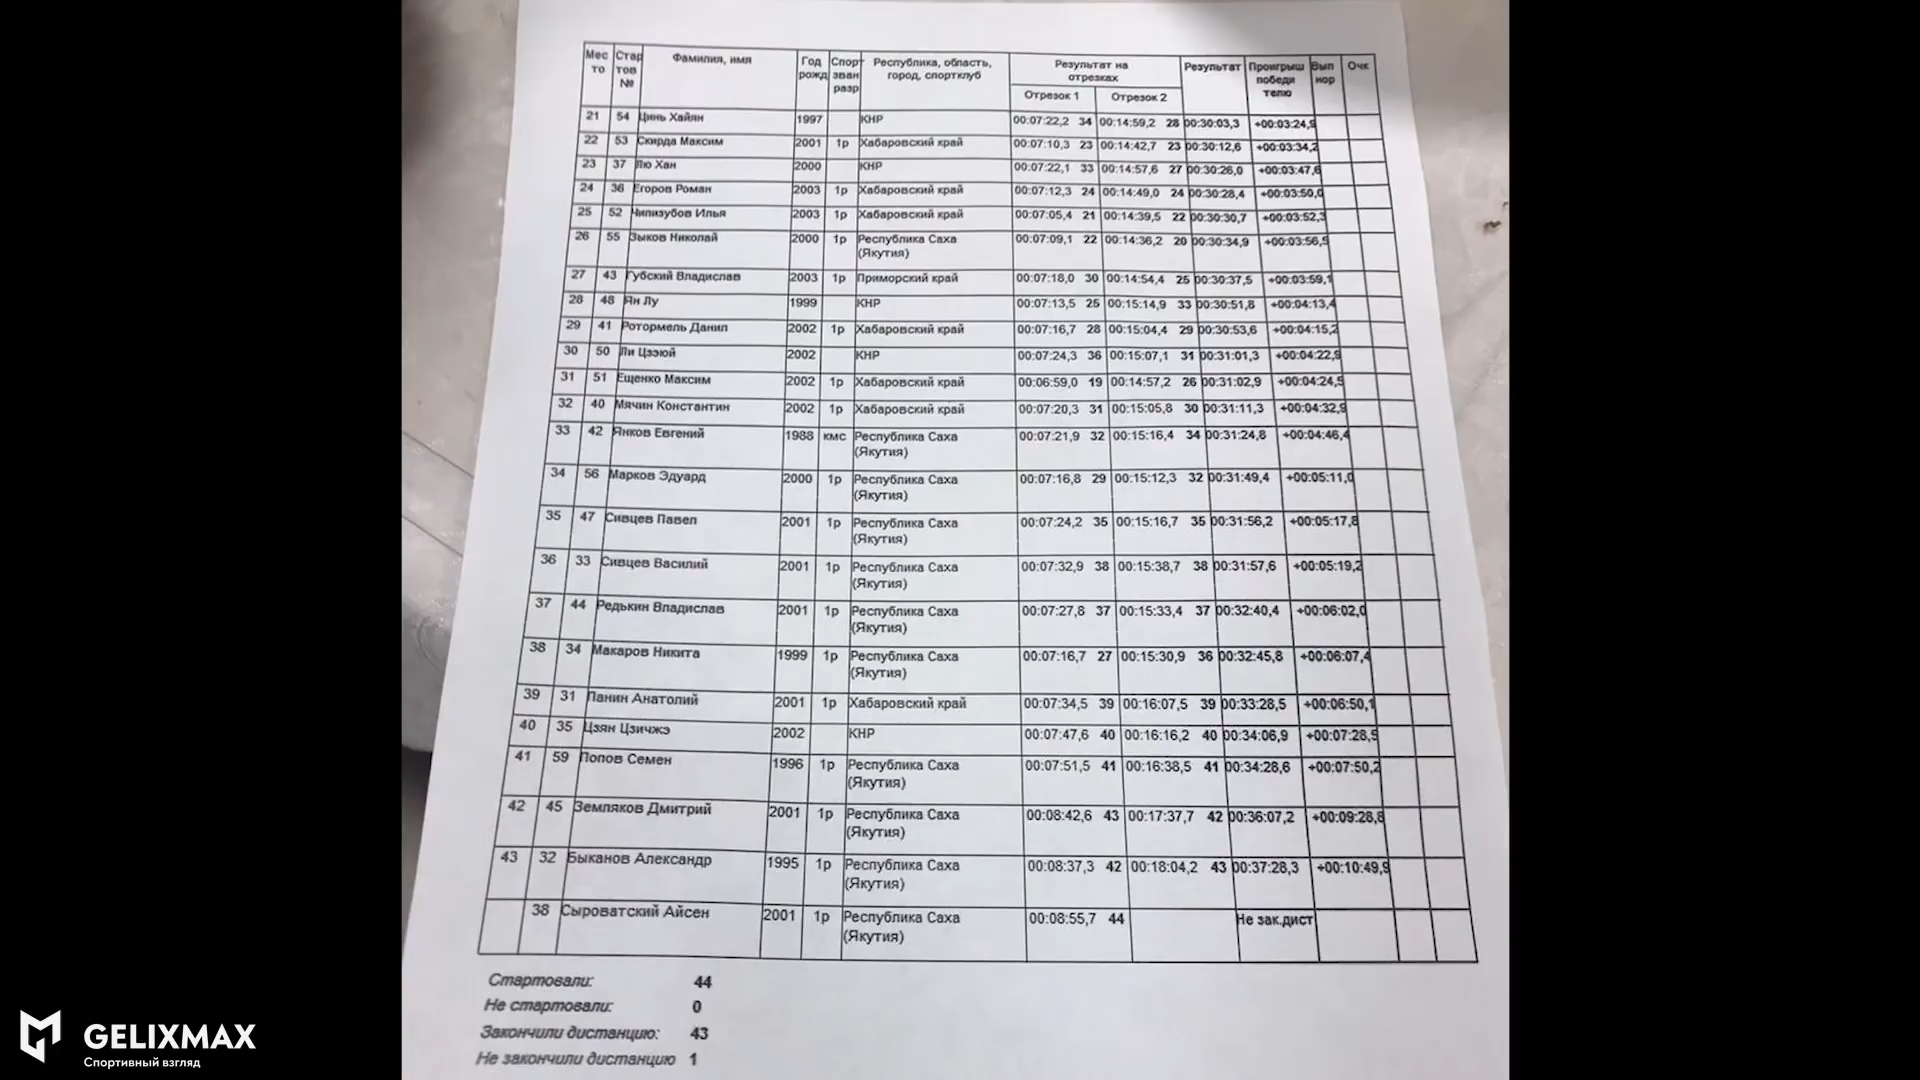 Мес то Стар тов № Фамилия, имя Год рожд Спорт зван разр Республика, область, город, спортклуб Результат на отрезках Отрезок 1 Отрезок 2 Результат Проигрыш победи телю Вып нор Очк
21 54 Цинь Хайян 1997 КНР 00:07:22,2 34 00:14:59,2 28 00:30:03,3 +00:03:24,9
22 53 Скирда Максим 2001 1р Хабаровский край 00:07:10,3 23 00:14:42,7 23 00:30:12,6 +00:03:34,2
23 37 Лю Хан 2000 КНР 00:07:22,1 33 00:14:57,6 27 00:30:26,0 +00:03:47,6
24 36 Егоров Роман 2003 1р Хабаровский край 00:07:12,3 24 00:14:49,0 24 00:30:28,4 +00:03:50,0
25 52 Чипизубов Илья 2003 1р Хабаровский край 00:07:05,4 21 00:14:39,5 22 00:30:30,7 +00:03:52,3
26 55 Зыков Николай 2000 1р Республика Саха (Якутия) 00:07:09,1 22 00:14:36,2 20 00:30:34,9 +00:03:56,5
27 43 Губский Владислав 2003 1р Приморский край 00:07:18,0 30 00:14:54,4 25 00:30:37,5 +00:03:59,1
28 48 Ян Лу 1999 КНР 00:07:13,5 25 00:15:14,9 33 00:30:51,8 +00:04:13,4
29 41 Ротормель Данил 2002 1р Хабаровский край 00:07:16,7 28 00:15:04,4 29 00:30:53,6 +00:04:15,2
30 50 Ли Цзэюй 2002 КНР 00:07:24,3 36 00:15:07,1 31 00:31:01,3 +00:04:22,9
31 51 Ещенко Максим 2002 1р Хабаровский край 00:06:59,0 19 00:14:57,2 26 00:31:02,9 +00:04:24,5
32 40 Мячин Константин 2002 1р Хабаровский край 00:07:20,3 31 00:15:05,8 30 00:31:11,3 +00:04:32,9
33 42 Янков Евгений 1988 кмс Республика Саха (Якутия) 00:07:21,9 32 00:15:16,4 34 00:31:24,8 +00:04:46,4
34 56 Марков Эдуард 2000 1р Республика Саха (Якутия) 00:07:16,8 29 00:15:12,3 32 00:31:49,4 +00:05:11,0
35 47 Сивцев Павел 2001 1р Республика Саха (Якутия) 00:07:24,2 35 00:15:16,7 35 00:31:56,2 +00:05:17,8
36 33 Сивцев Василий 2001 1р Республика Саха (Якутия) 00:07:32,9 38 00:15:38,7 38 00:31:57,6 +00:05:19,2
37 44 Редькин Владислав 2001 1р Республика Саха (Якутия) 00:07:27,8 37 00:15:33,4 37 00:32:40,4 +00:06:02,0
38 34 Макаров Никита 1999 1р Республика Саха (Якутия) 00:07:16,7 27 00:15:30,9 36 00:32:45,8 +00:06:07,4
39 31 Панин Анатолий 2001 1р Хабаровский край 00:07:34,5 39 00:16:07,5 39 00:33:28,5 +00:06:50,1
40 35 Цзян Цзичжэ 2002 КНР 00:07:47,6 40 00:16:16,2 40 00:34:06,9 +00:07:28,5
41 59 Попов Семен 1996 1р Республика Саха (Якутия) 00:07:51,5 41 00:16:38,5 41 00:34:28,6 +00:07:50,2
42 45 Земляков Дмитрий 2001 1р Республика Саха (Якутия) 00:08:42,6 43 00:17:37,7 42 00:36:07,2 +00:09:28,8
43 32 Быканов Александр 1995 1р Республика Саха (Якутия) 00:08:37,3 42 00:18:04,2 43 00:37:28,3 +00:10:49,9
38 Сыроватский Айсен 2001 1р Республика Саха (Якутия) 00:08:55,7 44 Не зак.дист
Стартовали: 44
Не стартовали: 0
Закончили дистанцию: 43
Не закончили дистанцию 1
GELIXMAX
Спортивный взгляд